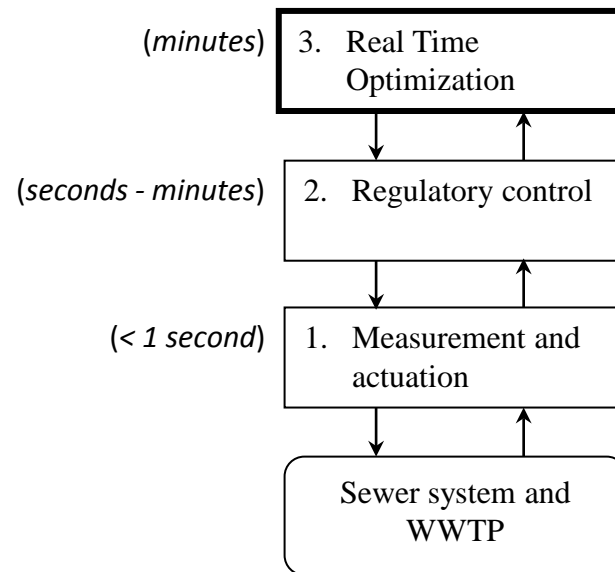 (minutes) 3. Real Time
Optimization
(seconds - minutes) 2. Regulatory control
(< 1 second) 1. Measurement and
actuation
Sewer system and
WWTP